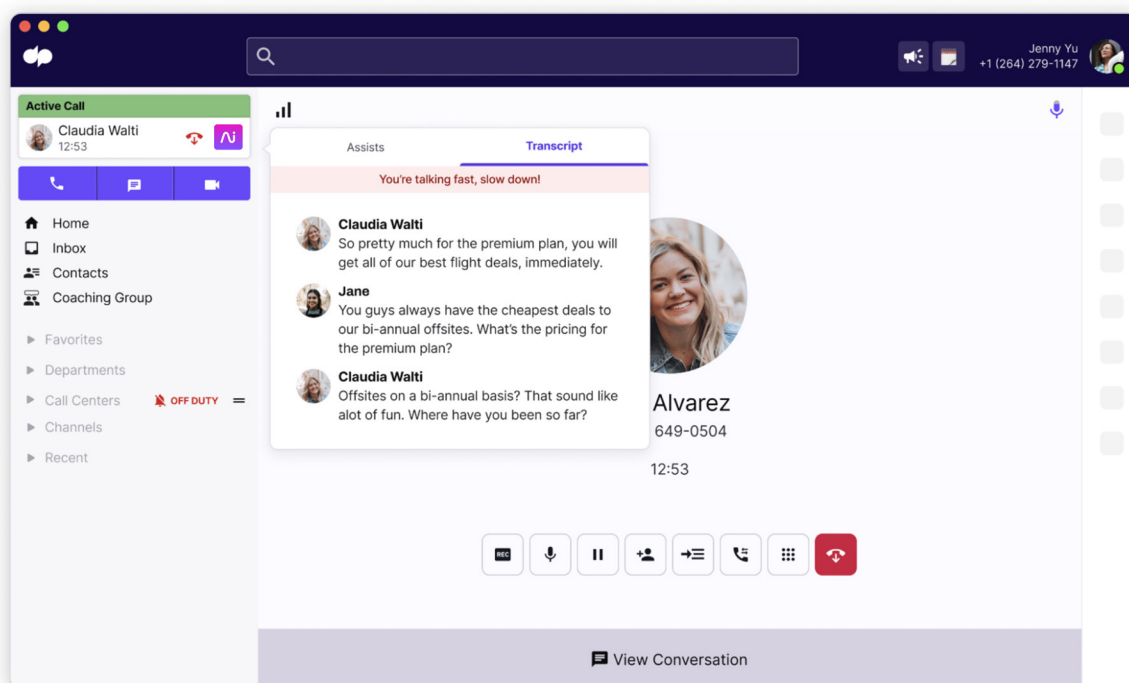 Jenny Yu
+1 (264) 279-1147
Active Call
Claudia Walti
12:53
Ai
Home
Inbox
Contacts
Coaching Group
Favorites
Departments
Call Centers OFF DUTY
Channels
Recent
Assists Transcript
You're talking fast, slow down!
Claudia Walti
So pretty much for the premium plan, you will
get all of our best flight deals, immediately.
Jane
You guys always have the cheapest deals to
our bi-annual offsites. What's the pricing for
the premium plan?
Claudia Walti
Offsites on a bi-annual basis? That sound like
alot of fun. Where have you been so far?
Alvarez
649-0504
12:53
REC
View Conversation